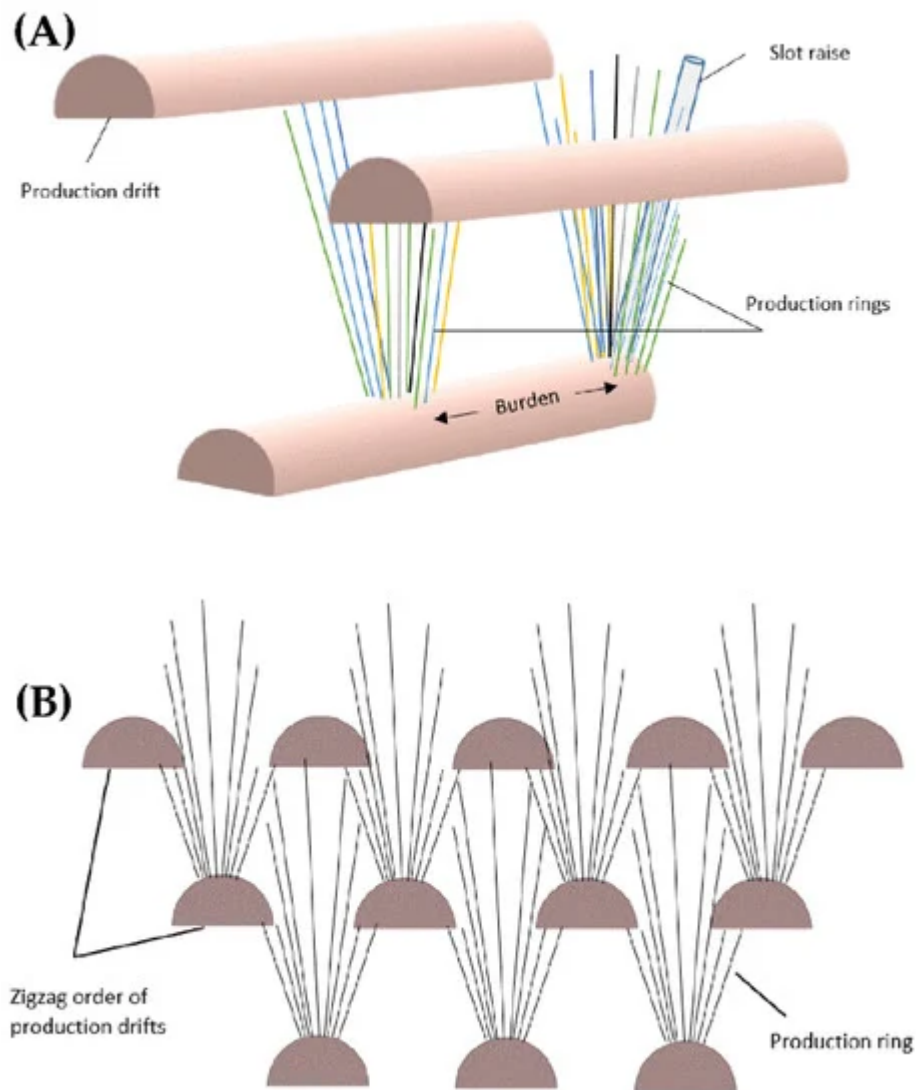 (A)
Slot raise
Production drift
Production rings
Burden
(B)
Zigzag order of
production drifts
Production ring